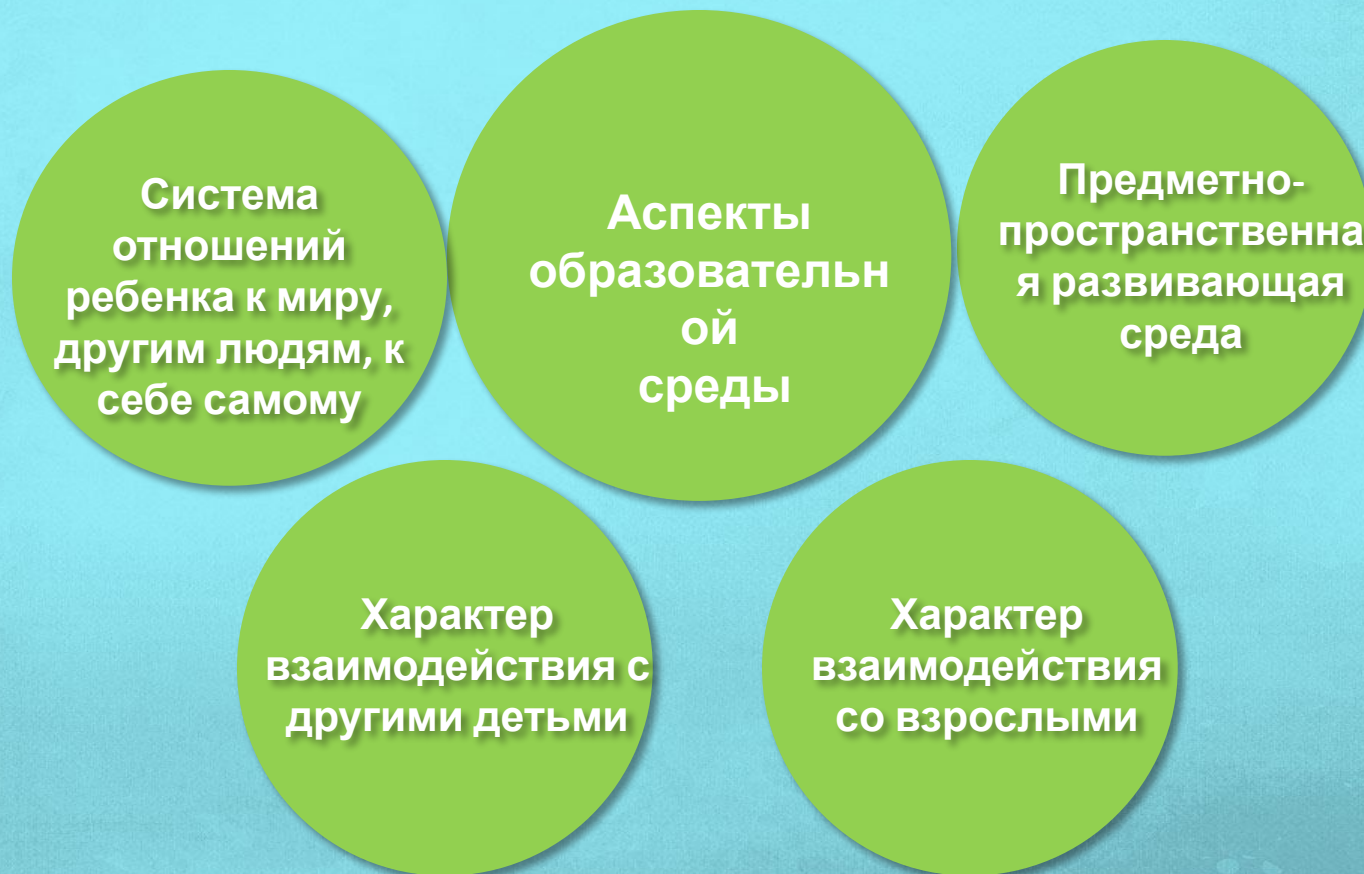 Система
отношений
ребенка к миру,
другим людям, к
себе самому
Аспекты
образовательн
ой
среды
Предметно-
пространственна
я развивающая
среда
Характер
взаимодействия с
другими детьми
Характер
взаимодействия
со взрослыми